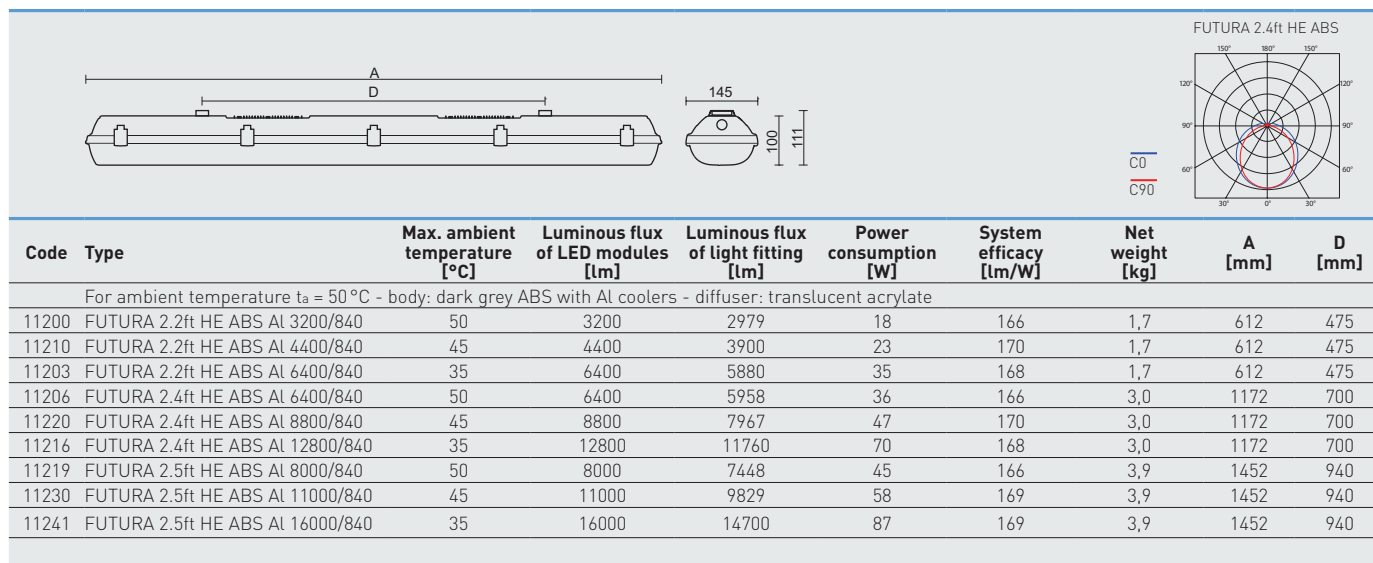 FUTURA 2.4ft HE ABS
150° 180° 150°
120° 120°
90° 90°
60° 60°
30° 0° 30°
C0
C90
A
D
145
100
111
Code Type Max. ambient temperature [°C] Luminous flux of LED modules [lm] Luminous flux of light fitting [lm] Power consumption [W] System efficacy [lm/W] Net weight [kg] A [mm] D [mm]
For ambient temperature ta = 50 °C - body: dark grey ABS with Al coolers - diffuser: translucent acrylate
11200 FUTURA 2.2ft HE ABS Al 3200/840 50 3200 2979 18 166 1,7 612 475
11210 FUTURA 2.2ft HE ABS Al 4400/840 45 4400 3900 23 170 1,7 612 475
11203 FUTURA 2.2ft HE ABS Al 6400/840 35 6400 5880 35 168 1,7 612 475
11206 FUTURA 2.4ft HE ABS Al 6400/840 50 6400 5958 36 166 3,0 1172 700
11220 FUTURA 2.4ft HE ABS Al 8800/840 45 8800 7967 47 170 3,0 1172 700
11216 FUTURA 2.4ft HE ABS Al 12800/840 35 12800 11760 70 168 3,0 1172 700
11219 FUTURA 2.5ft HE ABS Al 8000/840 50 8000 7448 45 166 3,9 1452 940
11230 FUTURA 2.5ft HE ABS Al 11000/840 45 11000 9829 58 169 3,9 1452 940
11241 FUTURA 2.5ft HE ABS Al 16000/840 35 16000 14700 87 169 3,9 1452 940